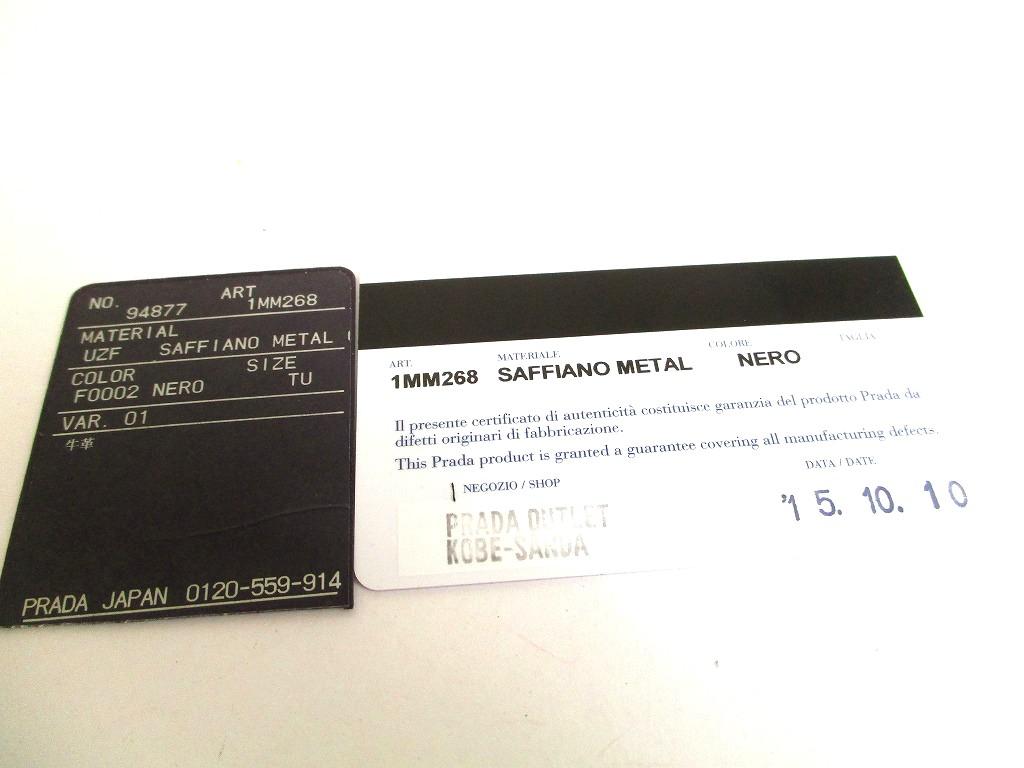 NO. 94877 ART 1MM268
MATERIAL
UZF SAFFIANO METAL
COLOR SIZE
F0002 NERO TU
VAR. 01
牛革
PRADA JAPAN 0120-559-914
ART. MATERIALE COLORE TAGLIA
1MM268 SAFFIANO METAL NERO
Il presente certificato di autenticità costituisce garanzia del prodotto Prada da
difetti originari di fabbricazione.
This Prada product is granted a guarantee covering all manufacturing defects.
NEGOZIO / SHOP DATA / DATE
PRADA OUTLET
KOBE-SANDA
'15. 10. 10